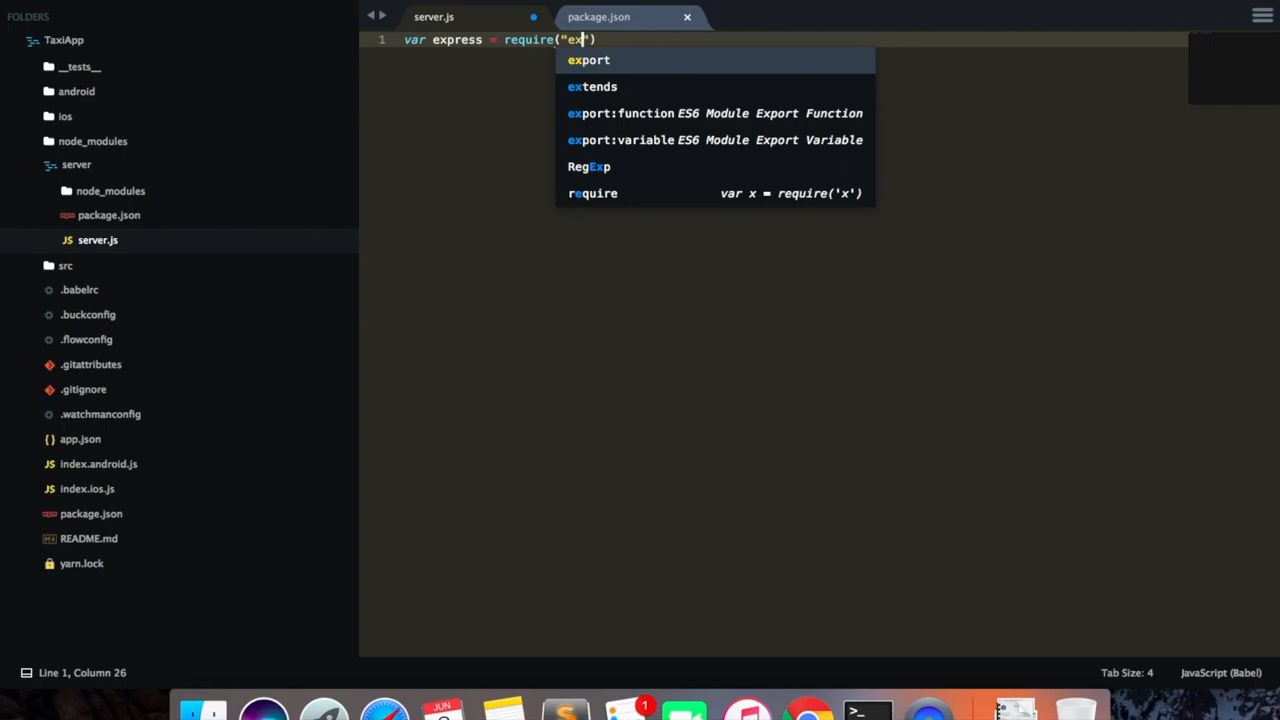 FOLDERS
TaxiApp
__tests__
android
ios
node_modules
server
node_modules
package.json
server.js
src
.babelrc
.buckconfig
.flowconfig
.gitattributes
.gitignore
.watchmanconfig
app.json
index.android.js
index.ios.js
package.json
README.md
yarn.lock
server.js
package.json
1 var express = require("ex")
export
extends
export:function ES6 Module Export Function
export:variable ES6 Module Export Variable
RegExp
require var x = require('x')
Line 1, Column 26
Tab Size: 4
JavaScript (Babel)
JUN
1